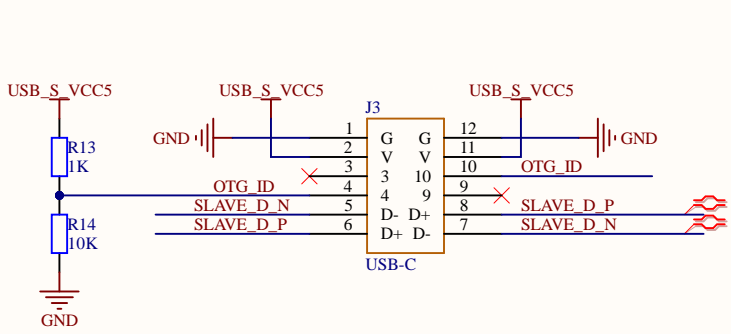 USB_S_VCC5 USB_S_VCC5 USB_S_VCC5
J3
GND 1 G G 12 GND
2 V V 11
R13 3 3 10 10 OTG_ID
1K
OTG_ID 4 4 9 9
SLAVE_D_N 5 D- D+ 8 SLAVE_D_P
R14 SLAVE_D_P 6 D+ D- 7 SLAVE_D_N
10K
USB-C
GND